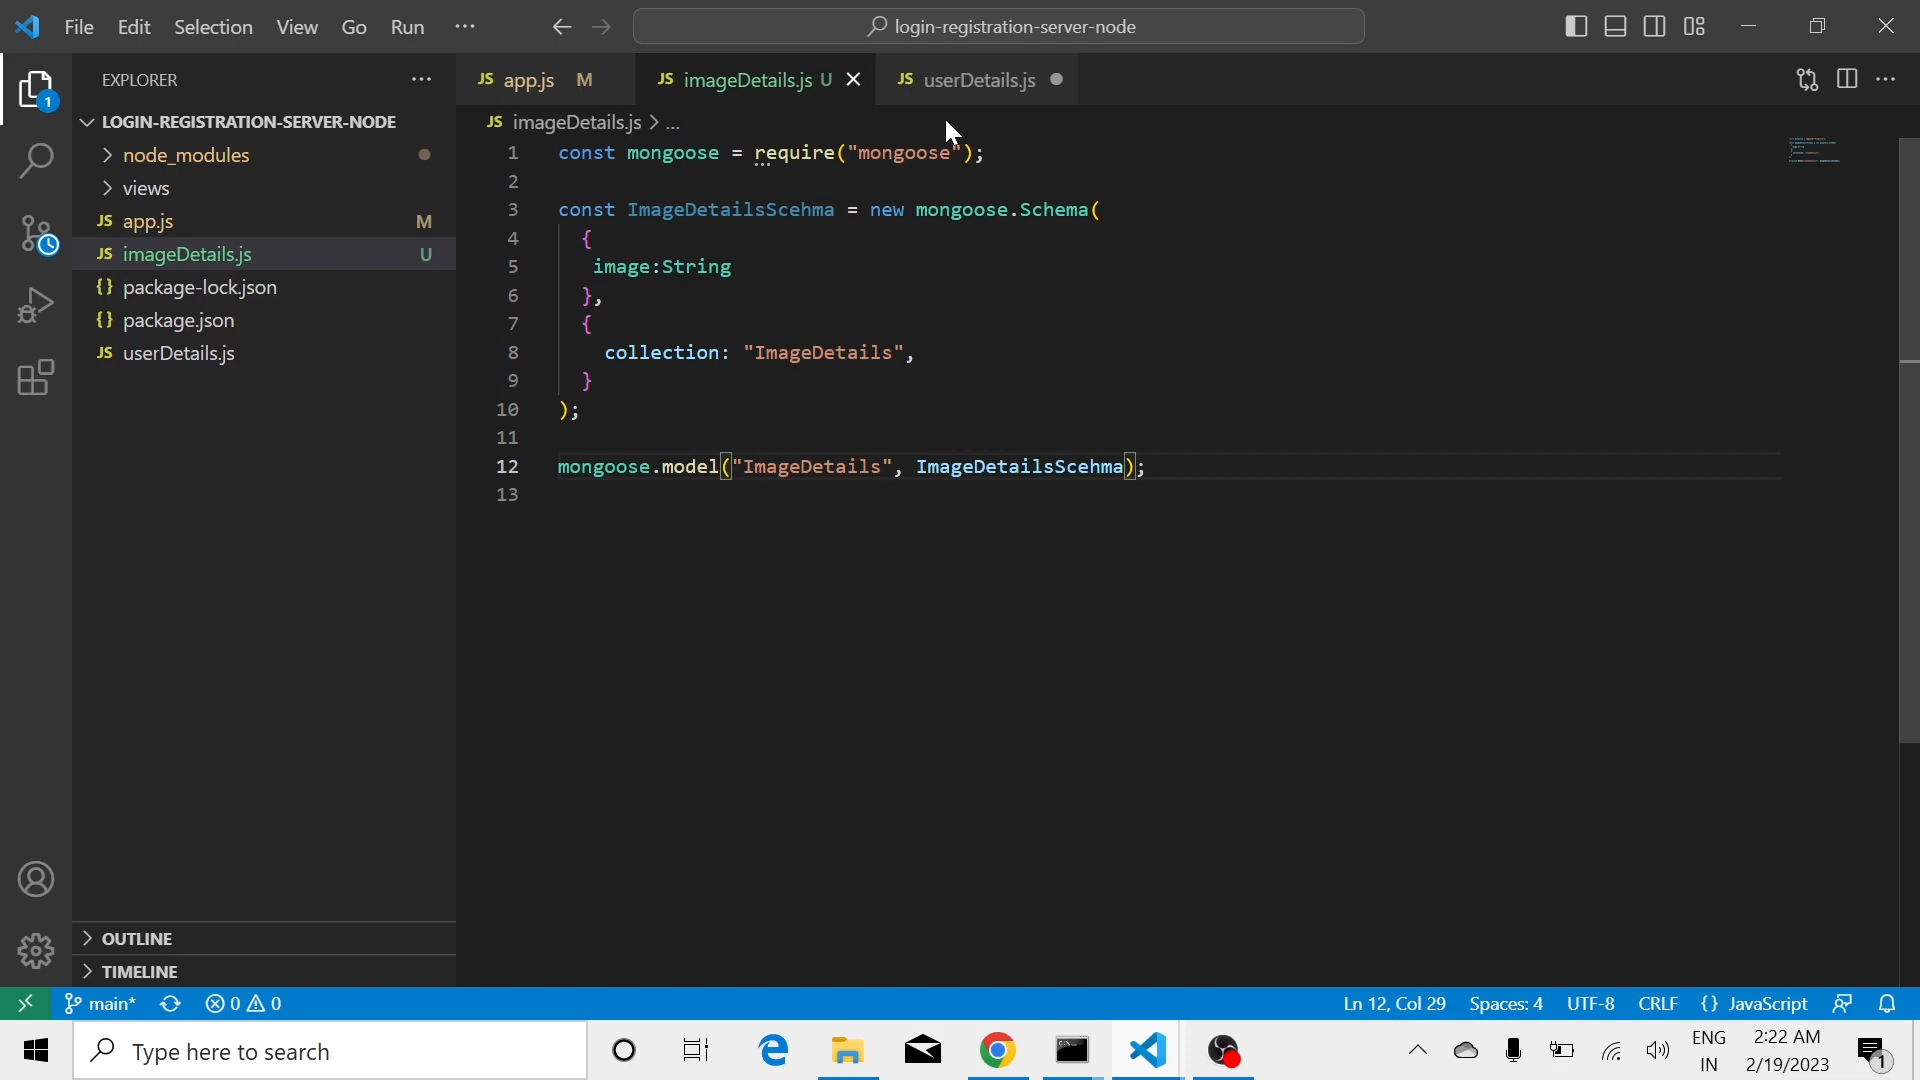 File Edit Selection View Go Run ···
login-registration-server-node
EXPLORER ···
JS app.js M
JS imageDetails.js U
JS userDetails.js
LOGIN-REGISTRATION-SERVER-NODE
node_modules
views
JS app.js M
JS imageDetails.js U
{} package-lock.json
{} package.json
JS userDetails.js
OUTLINE
TIMELINE
1
JS imageDetails.js > ...
1 const mongoose = require("mongoose");
2
3 const ImageDetailsScehma = new mongoose.Schema(
4 {
5 image:String
6 },
7 {
8 collection: "ImageDetails",
9 }
10 );
11
12 mongoose.model("ImageDetails", ImageDetailsScehma);
13
main* 0 0 Ln 12, Col 29 Spaces: 4 UTF-8 CRLF {} JavaScript
Type here to search
ENG
IN
2:22 AM
2/19/2023
1